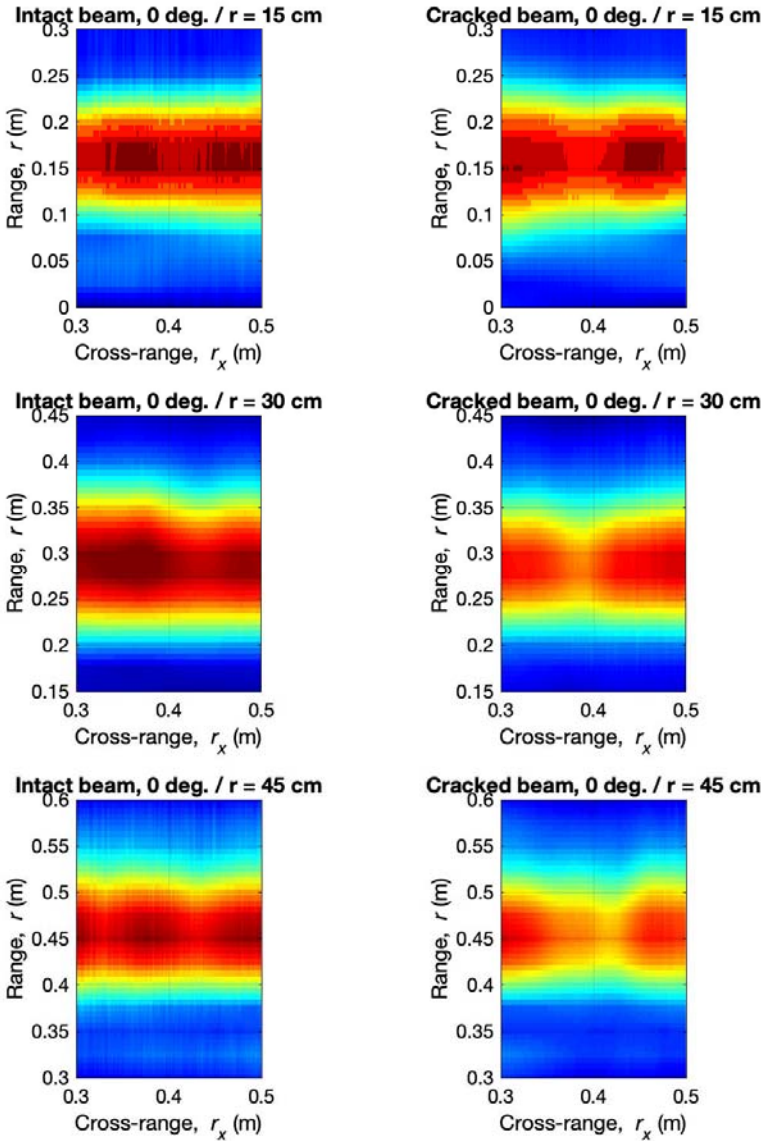 Intact beam, 0 deg. / r = 15 cm
0.3
0.25
0.2
0.15
0.1
0.05
0
Range, r (m)
0.3 0.4 0.5
Cross-range, r_x (m)
Cracked beam, 0 deg. / r = 15 cm
0.3
0.25
0.2
0.15
0.1
0.05
0
Range, r (m)
0.3 0.4 0.5
Cross-range, r_x (m)
Intact beam, 0 deg. / r = 30 cm
0.45
0.4
0.35
0.3
0.25
0.2
0.15
Range, r (m)
0.3 0.4 0.5
Cross-range, r_x (m)
Cracked beam, 0 deg. / r = 30 cm
0.45
0.4
0.35
0.3
0.25
0.2
0.15
Range, r (m)
0.3 0.4 0.5
Cross-range, r_x (m)
Intact beam, 0 deg. / r = 45 cm
0.6
0.55
0.5
0.45
0.4
0.35
0.3
Range, r (m)
0.3 0.4 0.5
Cross-range, r_x (m)
Cracked beam, 0 deg. / r = 45 cm
0.6
0.55
0.5
0.45
0.4
0.35
0.3
Range, r (m)
0.3 0.4 0.5
Cross-range, r_x (m)